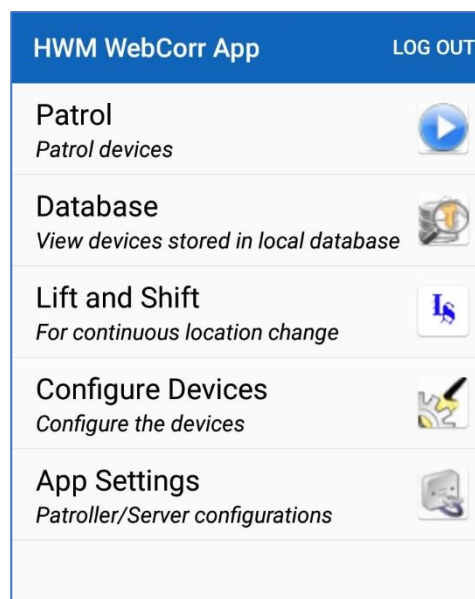 HWM WebCorr App LOG OUT
Patrol
Patrol devices
Database
View devices stored in local database
Lift and Shift
For continuous location change
LS
Configure Devices
Configure the devices
App Settings
Patroller/Server configurations